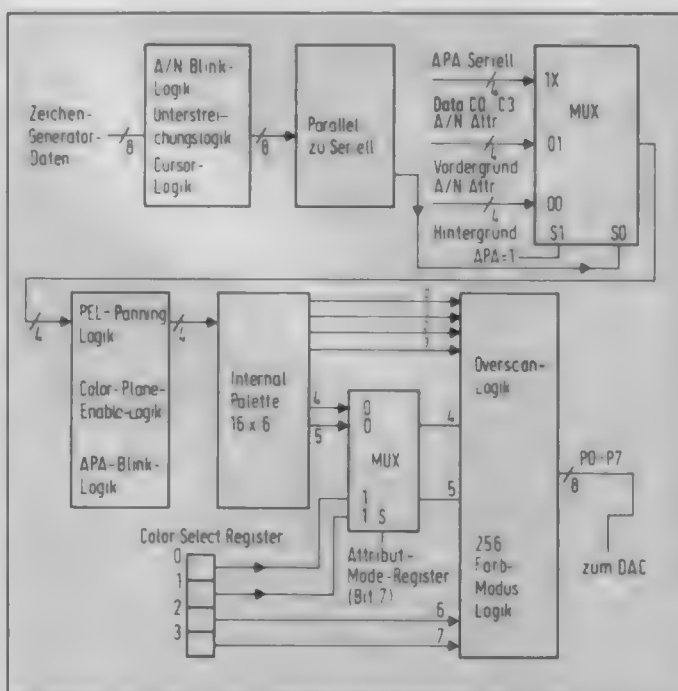 Zeichen-
Generator-
Daten
8
A/N Blink-
Logik
Unterstrei-
chungslogik
Cursor-
Logik
8
Parallel
zu Seriell
APA Seriell
4
Data C0 C3
A/N Attr
4
Vordergrund
A/N Attr
4
Hintergrund
APA=1
1X
MUX
01
00
S1 S0
4
PEL-Panning
Logik
Color-Plane-
Enable-Logik
APA-Blink-
Logik
4
Internal
Palette
16 x 6
4
5
0
0
MUX
1
1 S
4
5
Attribut-
Mode-Register
(Bit 7)
Color Select Register
0
1
2
3
6
7
Overscan-
Logik
256
Farb-
Modus
Logik
P0-P7
8
zum DAC